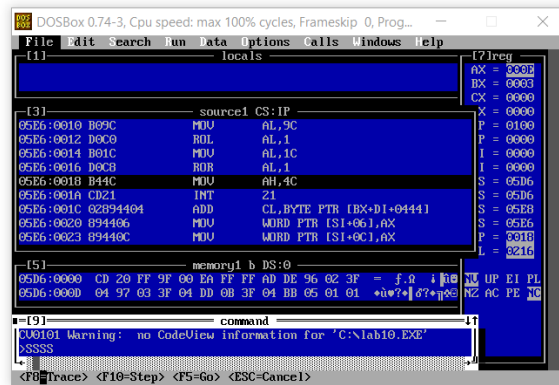 DOSBox 0.74-3, Cpu speed: max 100% cycles, Frameskip 0, Prog...
File Edit Search Run Data Options Calls Windows Help
[1] locals [7]reg
AX = 000E
BX = 0003
CX = 0000
X = 0000
[3] source1 CS:IP P = 0100
05E6:0010 B09C MOV AL,9C P = 0000
05E6:0012 D0C0 ROL AL,1 I = 0000
05E6:0014 B01C MOV AL,1C I = 0000
05E6:0016 D0C8 ROR AL,1 S = 05D6
05E6:0018 B44C MOV AH,4C S = 05D6
05E6:001A CD21 INT 21 S = 05E8
05E6:001C 02894404 ADD CL,BYTE PTR [BX+DI+0444] S = 05E6
05E6:0020 894406 MOV WORD PTR [SI+06],AX P = 0018
05E6:0023 89440C MOV WORD PTR [SI+0C],AX L = 0216
[5] memory1 b DS:0
05D6:0000 CD 20 FF 9F 00 EA FF FF AD DE 96 02 3F NV UP EI PL
05D6:000D 04 97 03 3F 04 DD 0B 3F 04 BB 05 01 01 NZ AC PE NC
[9] command
CV0101 Warning: no CodeView information for 'C:\lab10.EXE'
>SSSS
<F8=Trace> <F10=Step> <F5=Go> <ESC=Cancel>